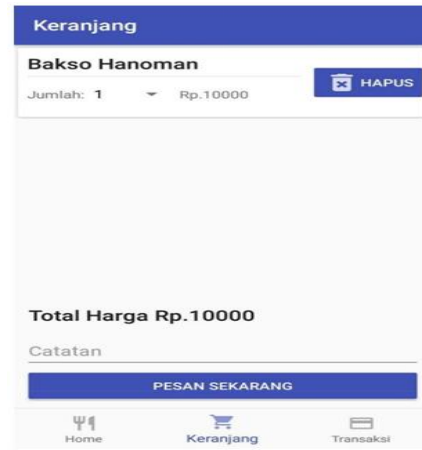 Keranjang
Bakso Hanoman
Jumlah: 1 Rp.10000
HAPUS
Total Harga Rp.10000
Catatan
PESAN SEKARANG
Home Keranjang Transaksi